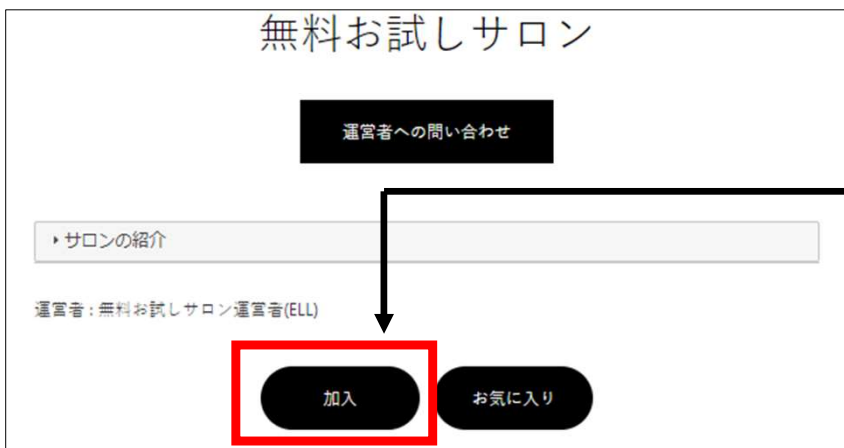 無料お試しサロン
運営者への問い合わせ
サロンの紹介
運営者 : 無料お試しサロン運営者(ELL)
加入
お気に入り